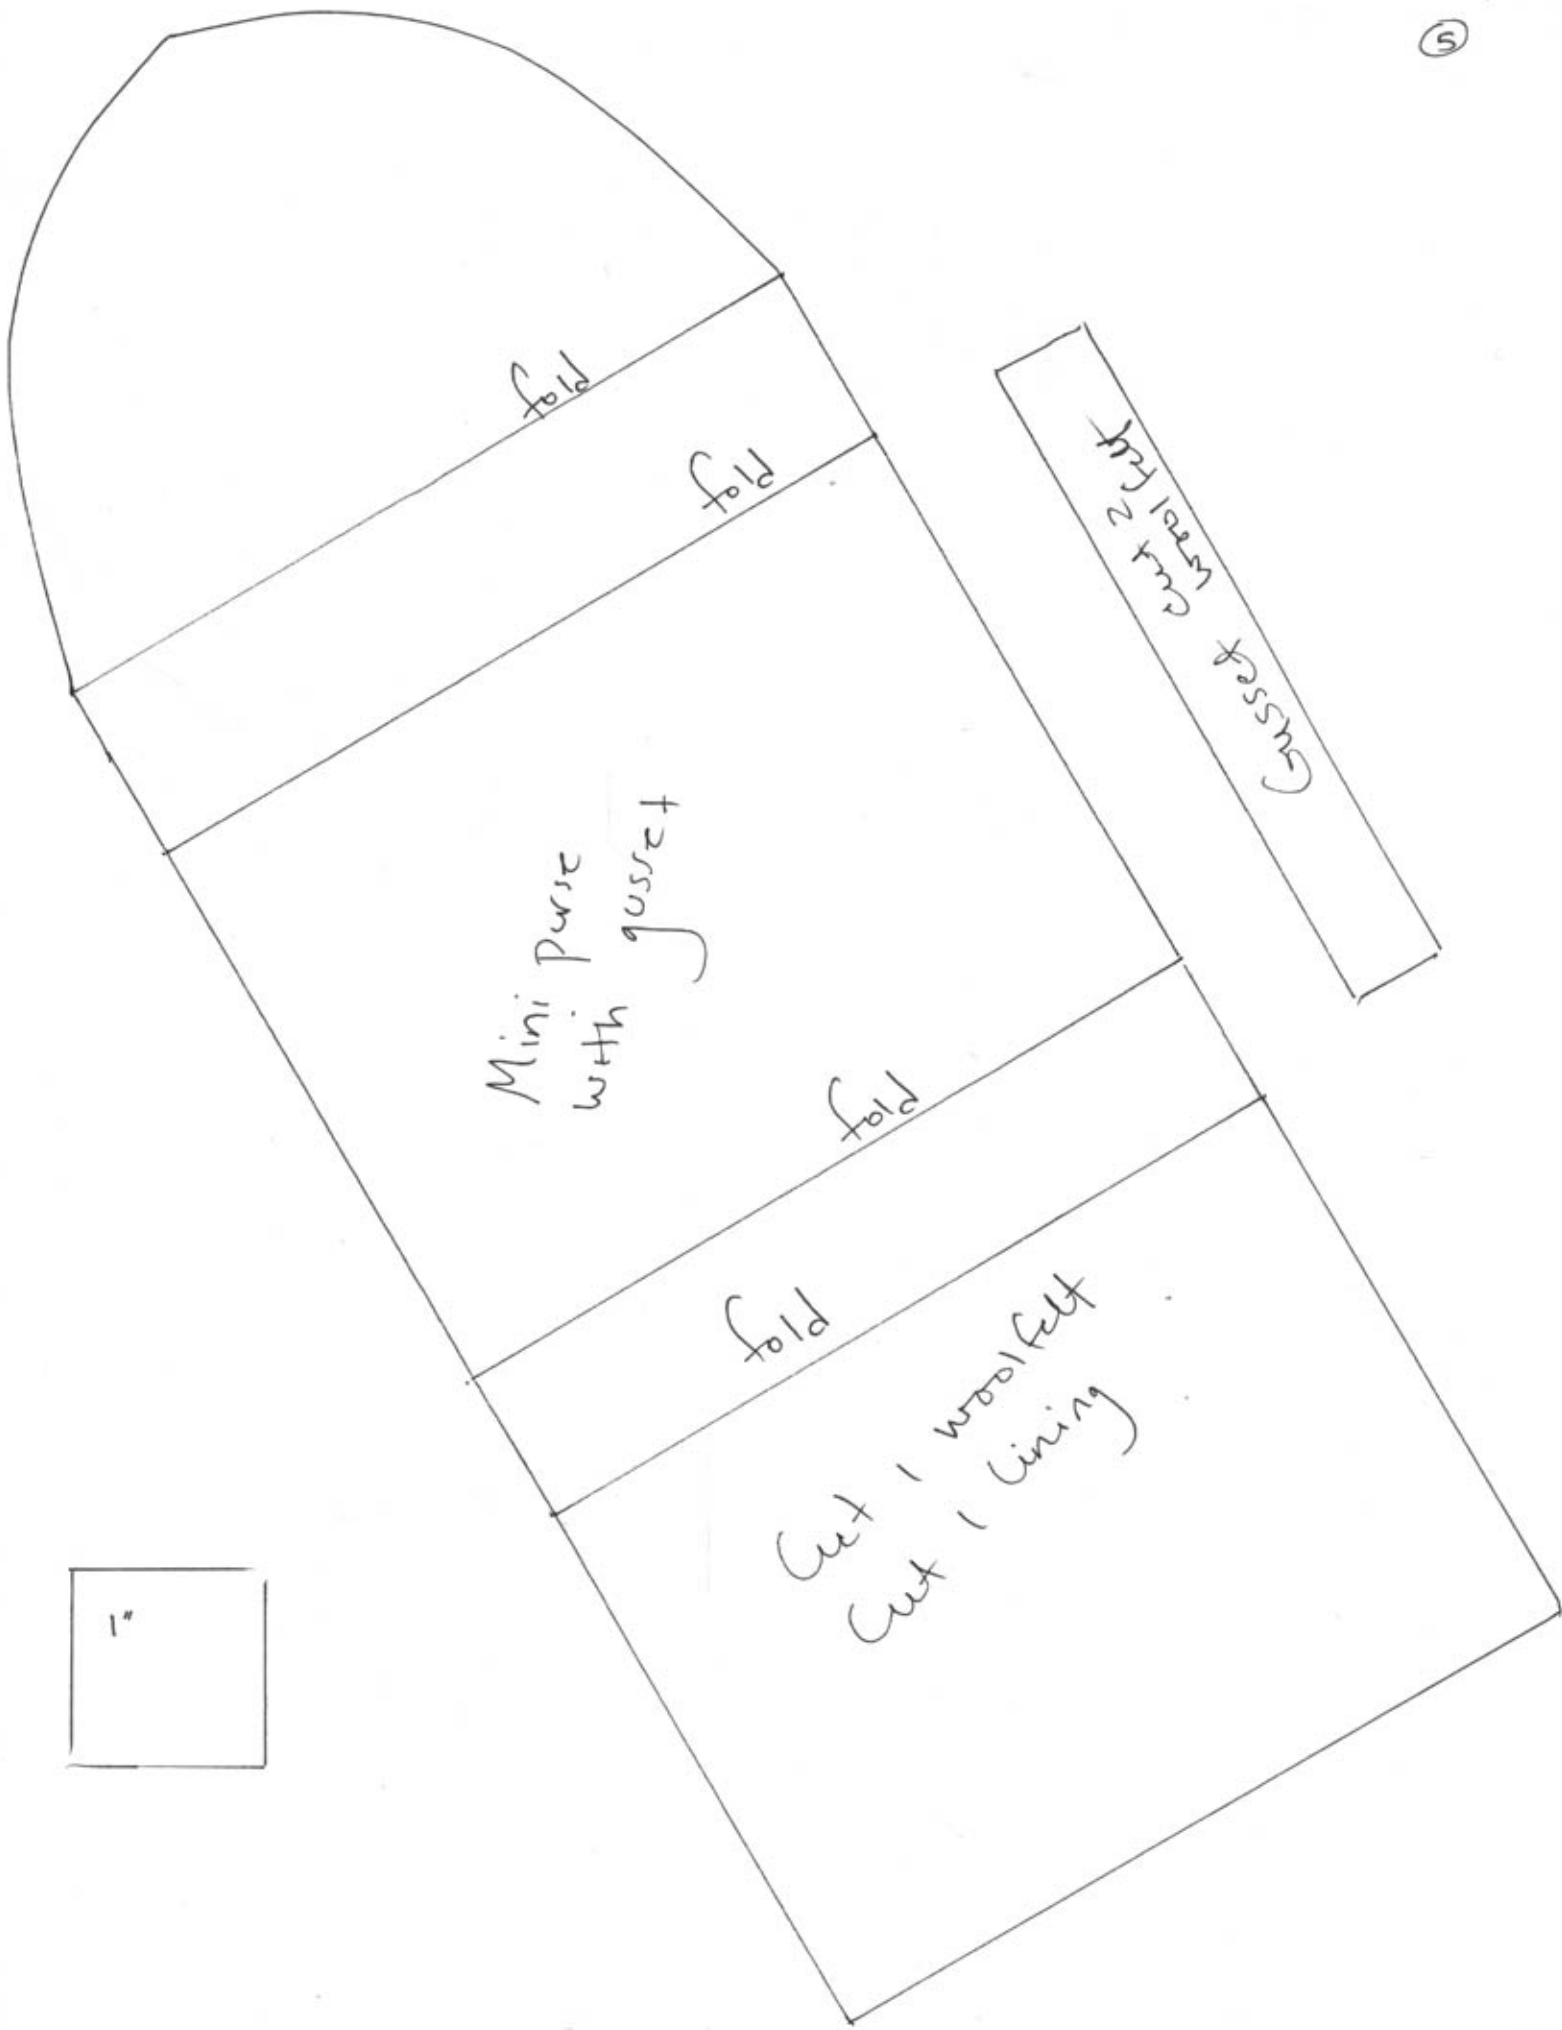 5
fold
fold
Gusset cut 2
wool felt
Mini purse
with gusset
fold
fold
Cut 1 woolfelt
Cut 1 Lining
1"